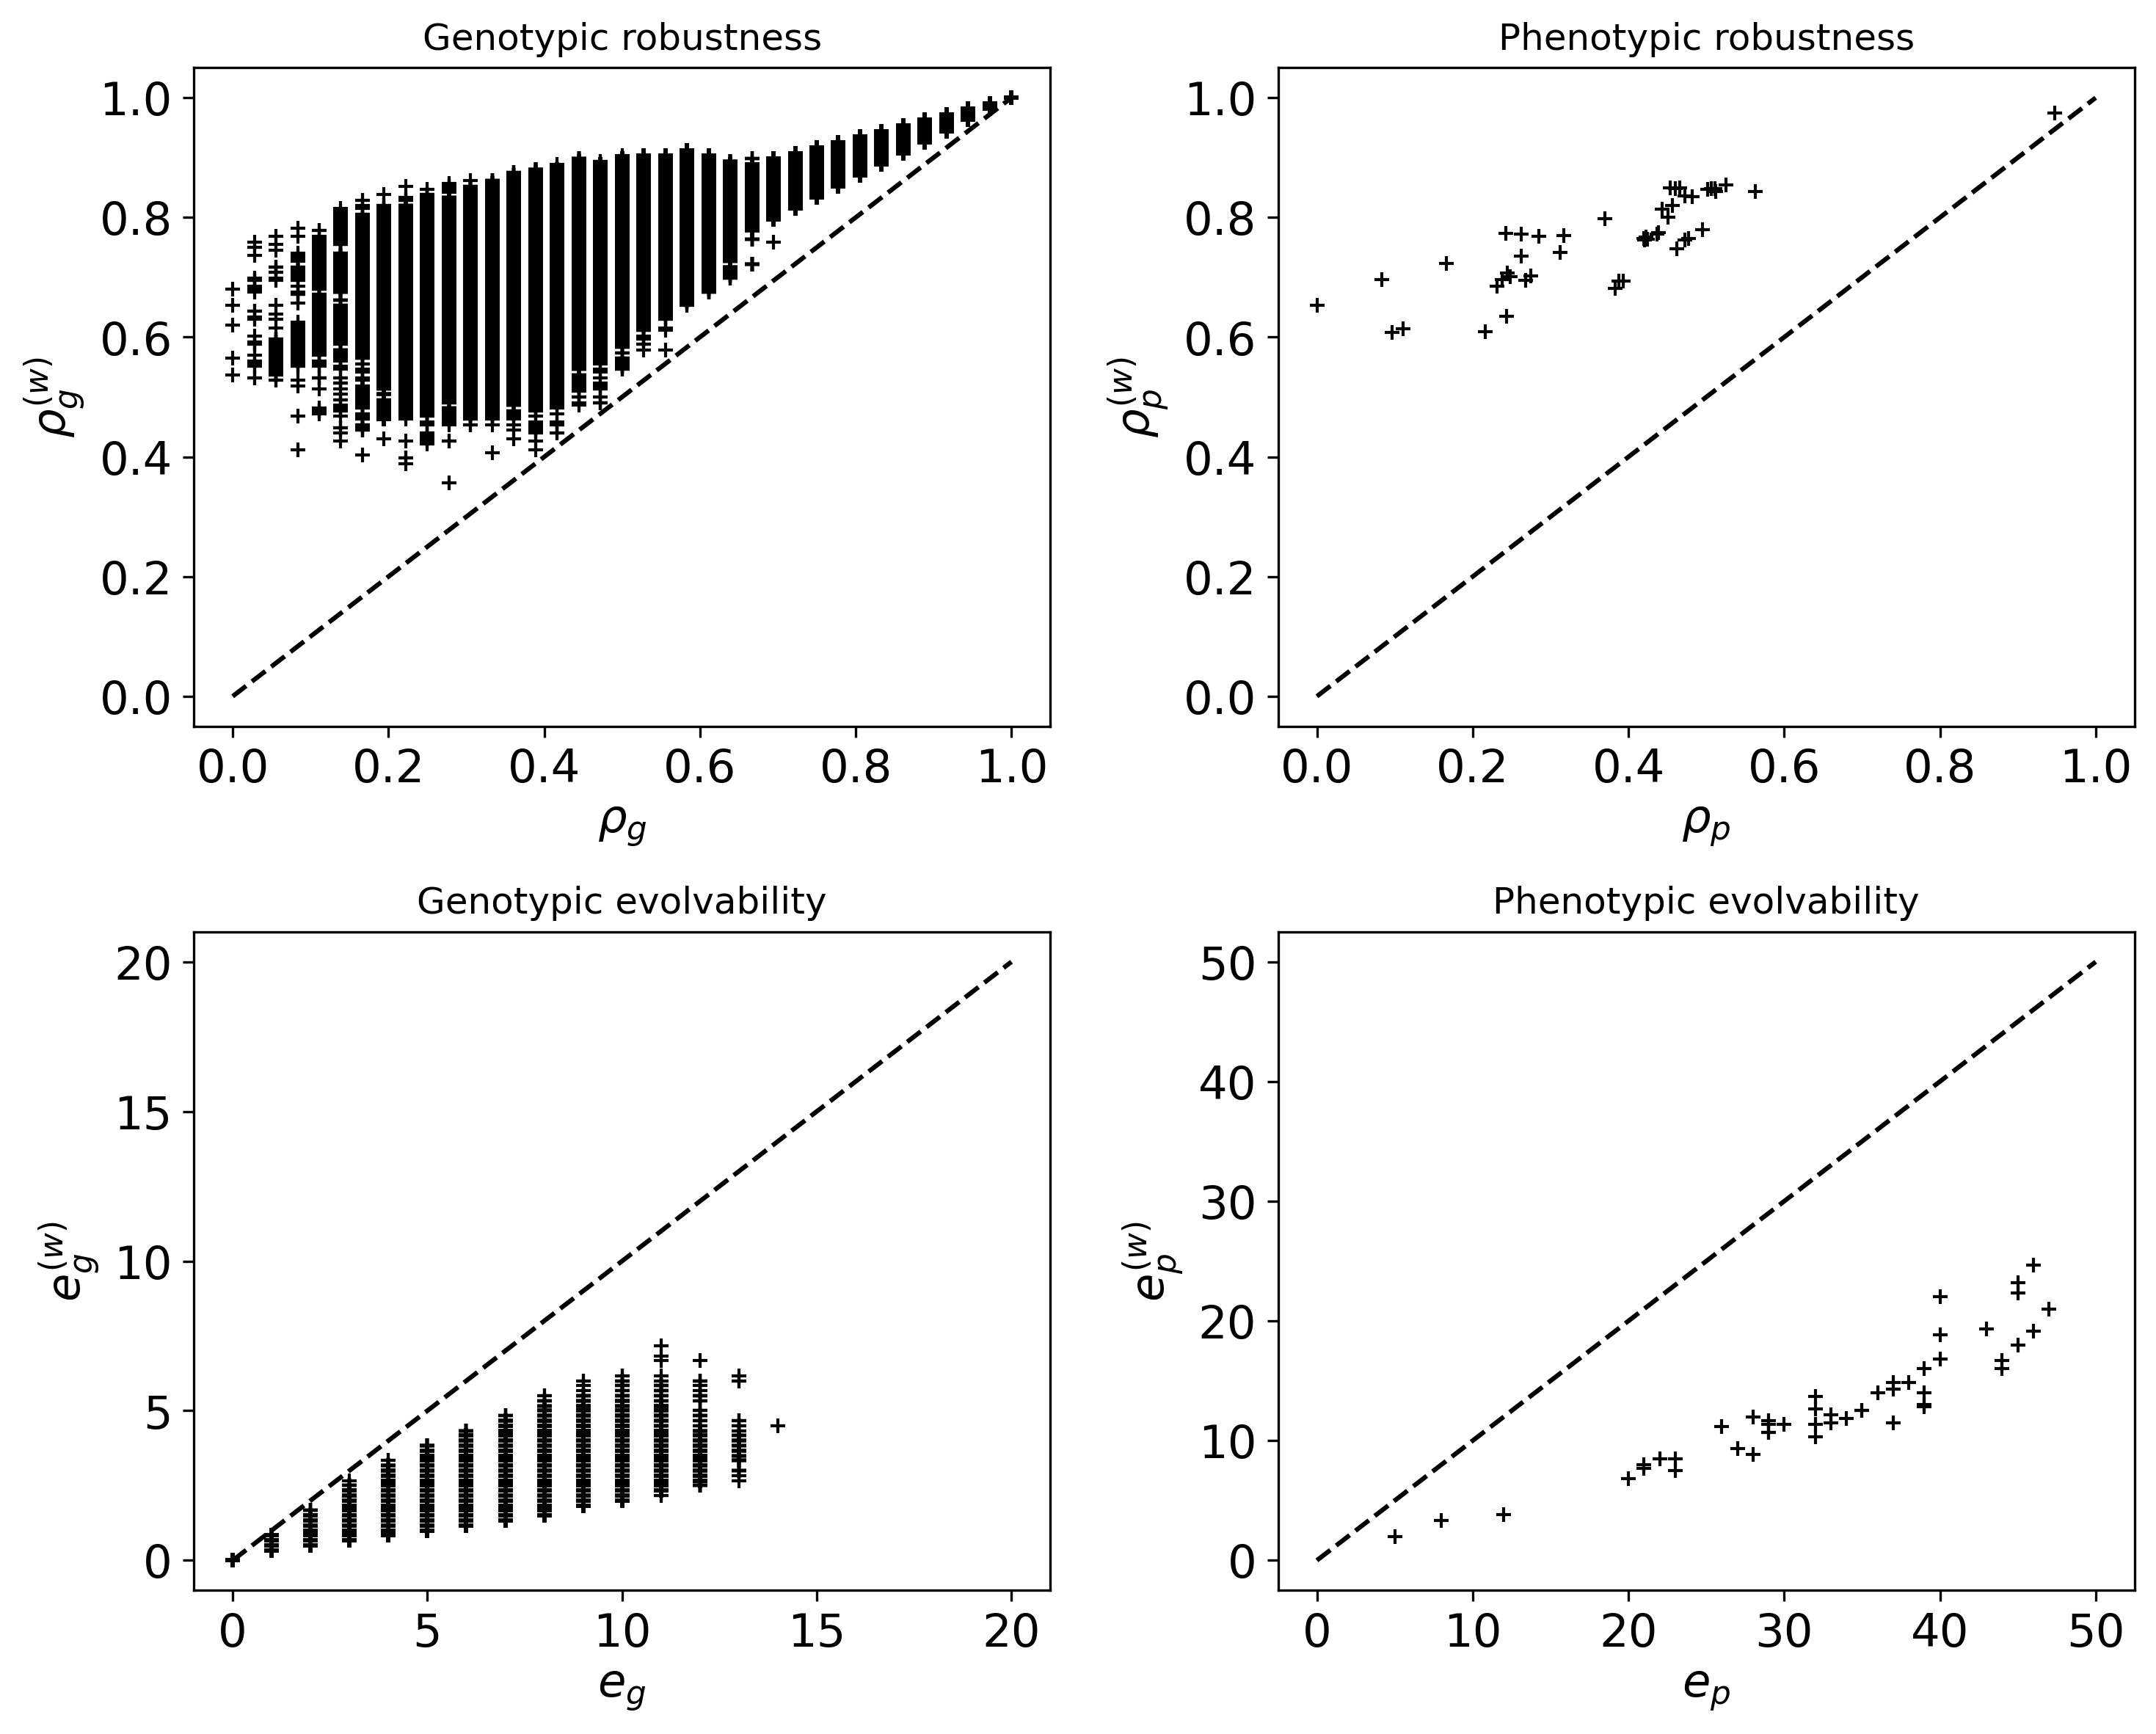 Genotypic robustness
1.0
0.8
0.6
0.4
0.2
0.0
ρ_g^{(w)}
0.0 0.2 0.4 0.6 0.8 1.0
ρ_g
Phenotypic robustness
1.0
0.8
0.6
0.4
0.2
0.0
ρ_p^{(w)}
0.0 0.2 0.4 0.6 0.8 1.0
ρ_p
Genotypic evolvability
20
15
10
5
0
e_g^{(w)}
0 5 10 15 20
e_g
Phenotypic evolvability
50
40
30
20
10
0
e_p^{(w)}
0 10 20 30 40 50
e_p